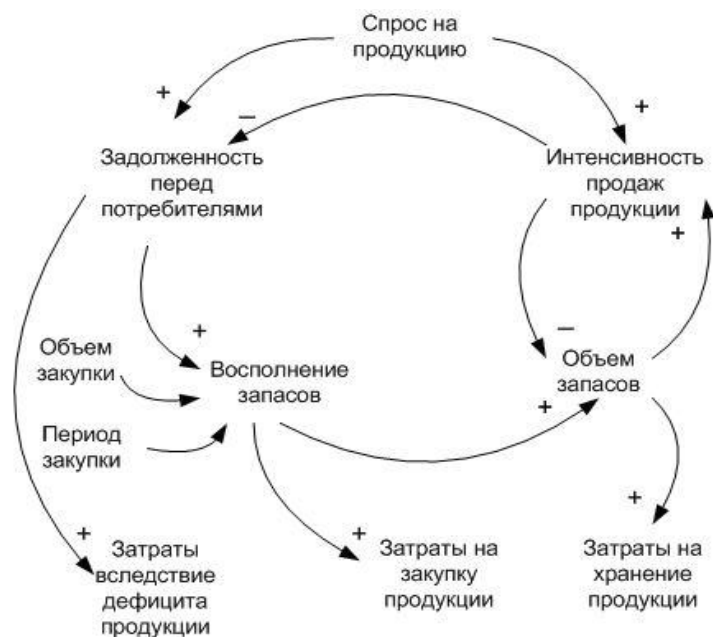 Спрос на
продукцию
+
+
–
Задолженность
перед
потребителями
Интенсивность
продаж
продукции
+
+
–
Объем
закупки
Восполнение
запасов
Объем
запасов
+
Период
закупки
+
+
+
Затраты
вследствие
дефицита
продукции
Затраты на
закупку
продукции
Затраты на
хранение
продукции